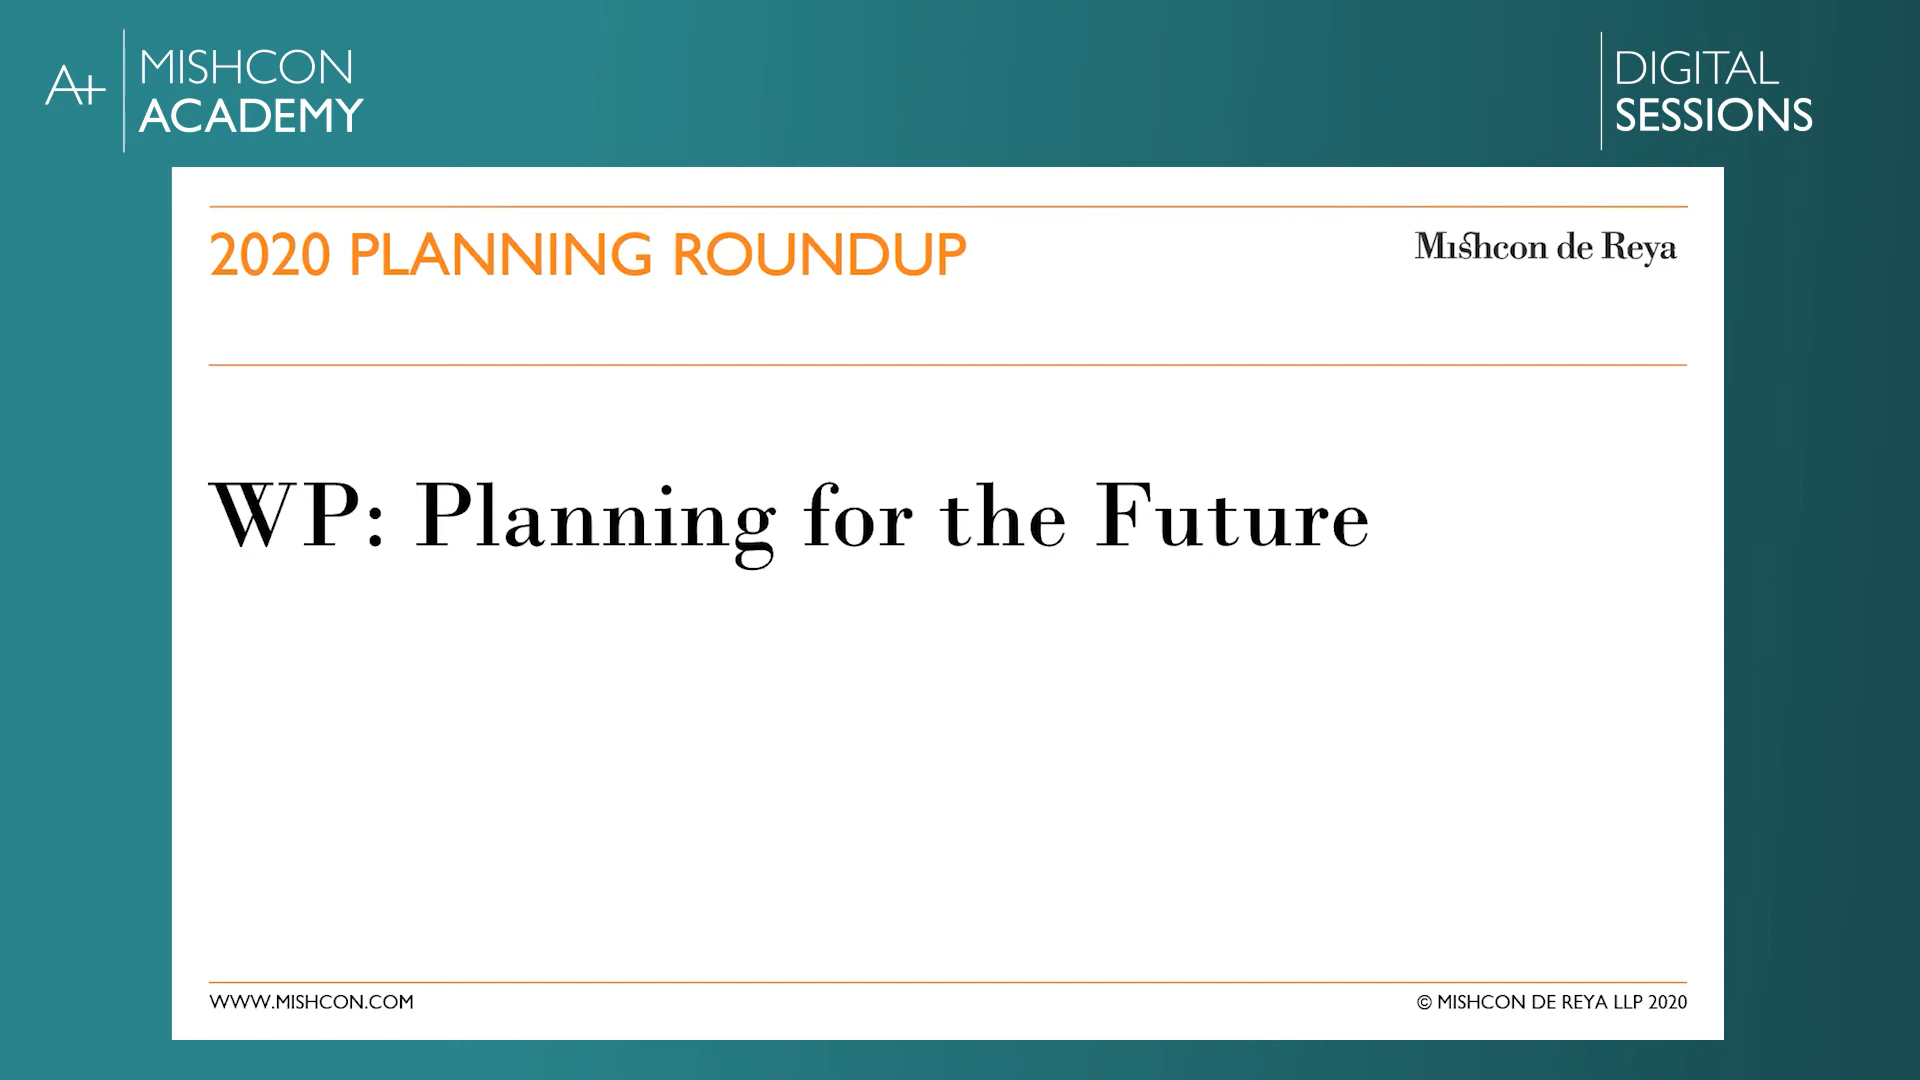 A+
MISHCON
ACADEMY
DIGITAL
SESSIONS
2020 PLANNING ROUNDUP
Mishcon de Reya
WP: Planning for the Future
WWW.MISHCON.COM
© MISHCON DE REYA LLP 2020